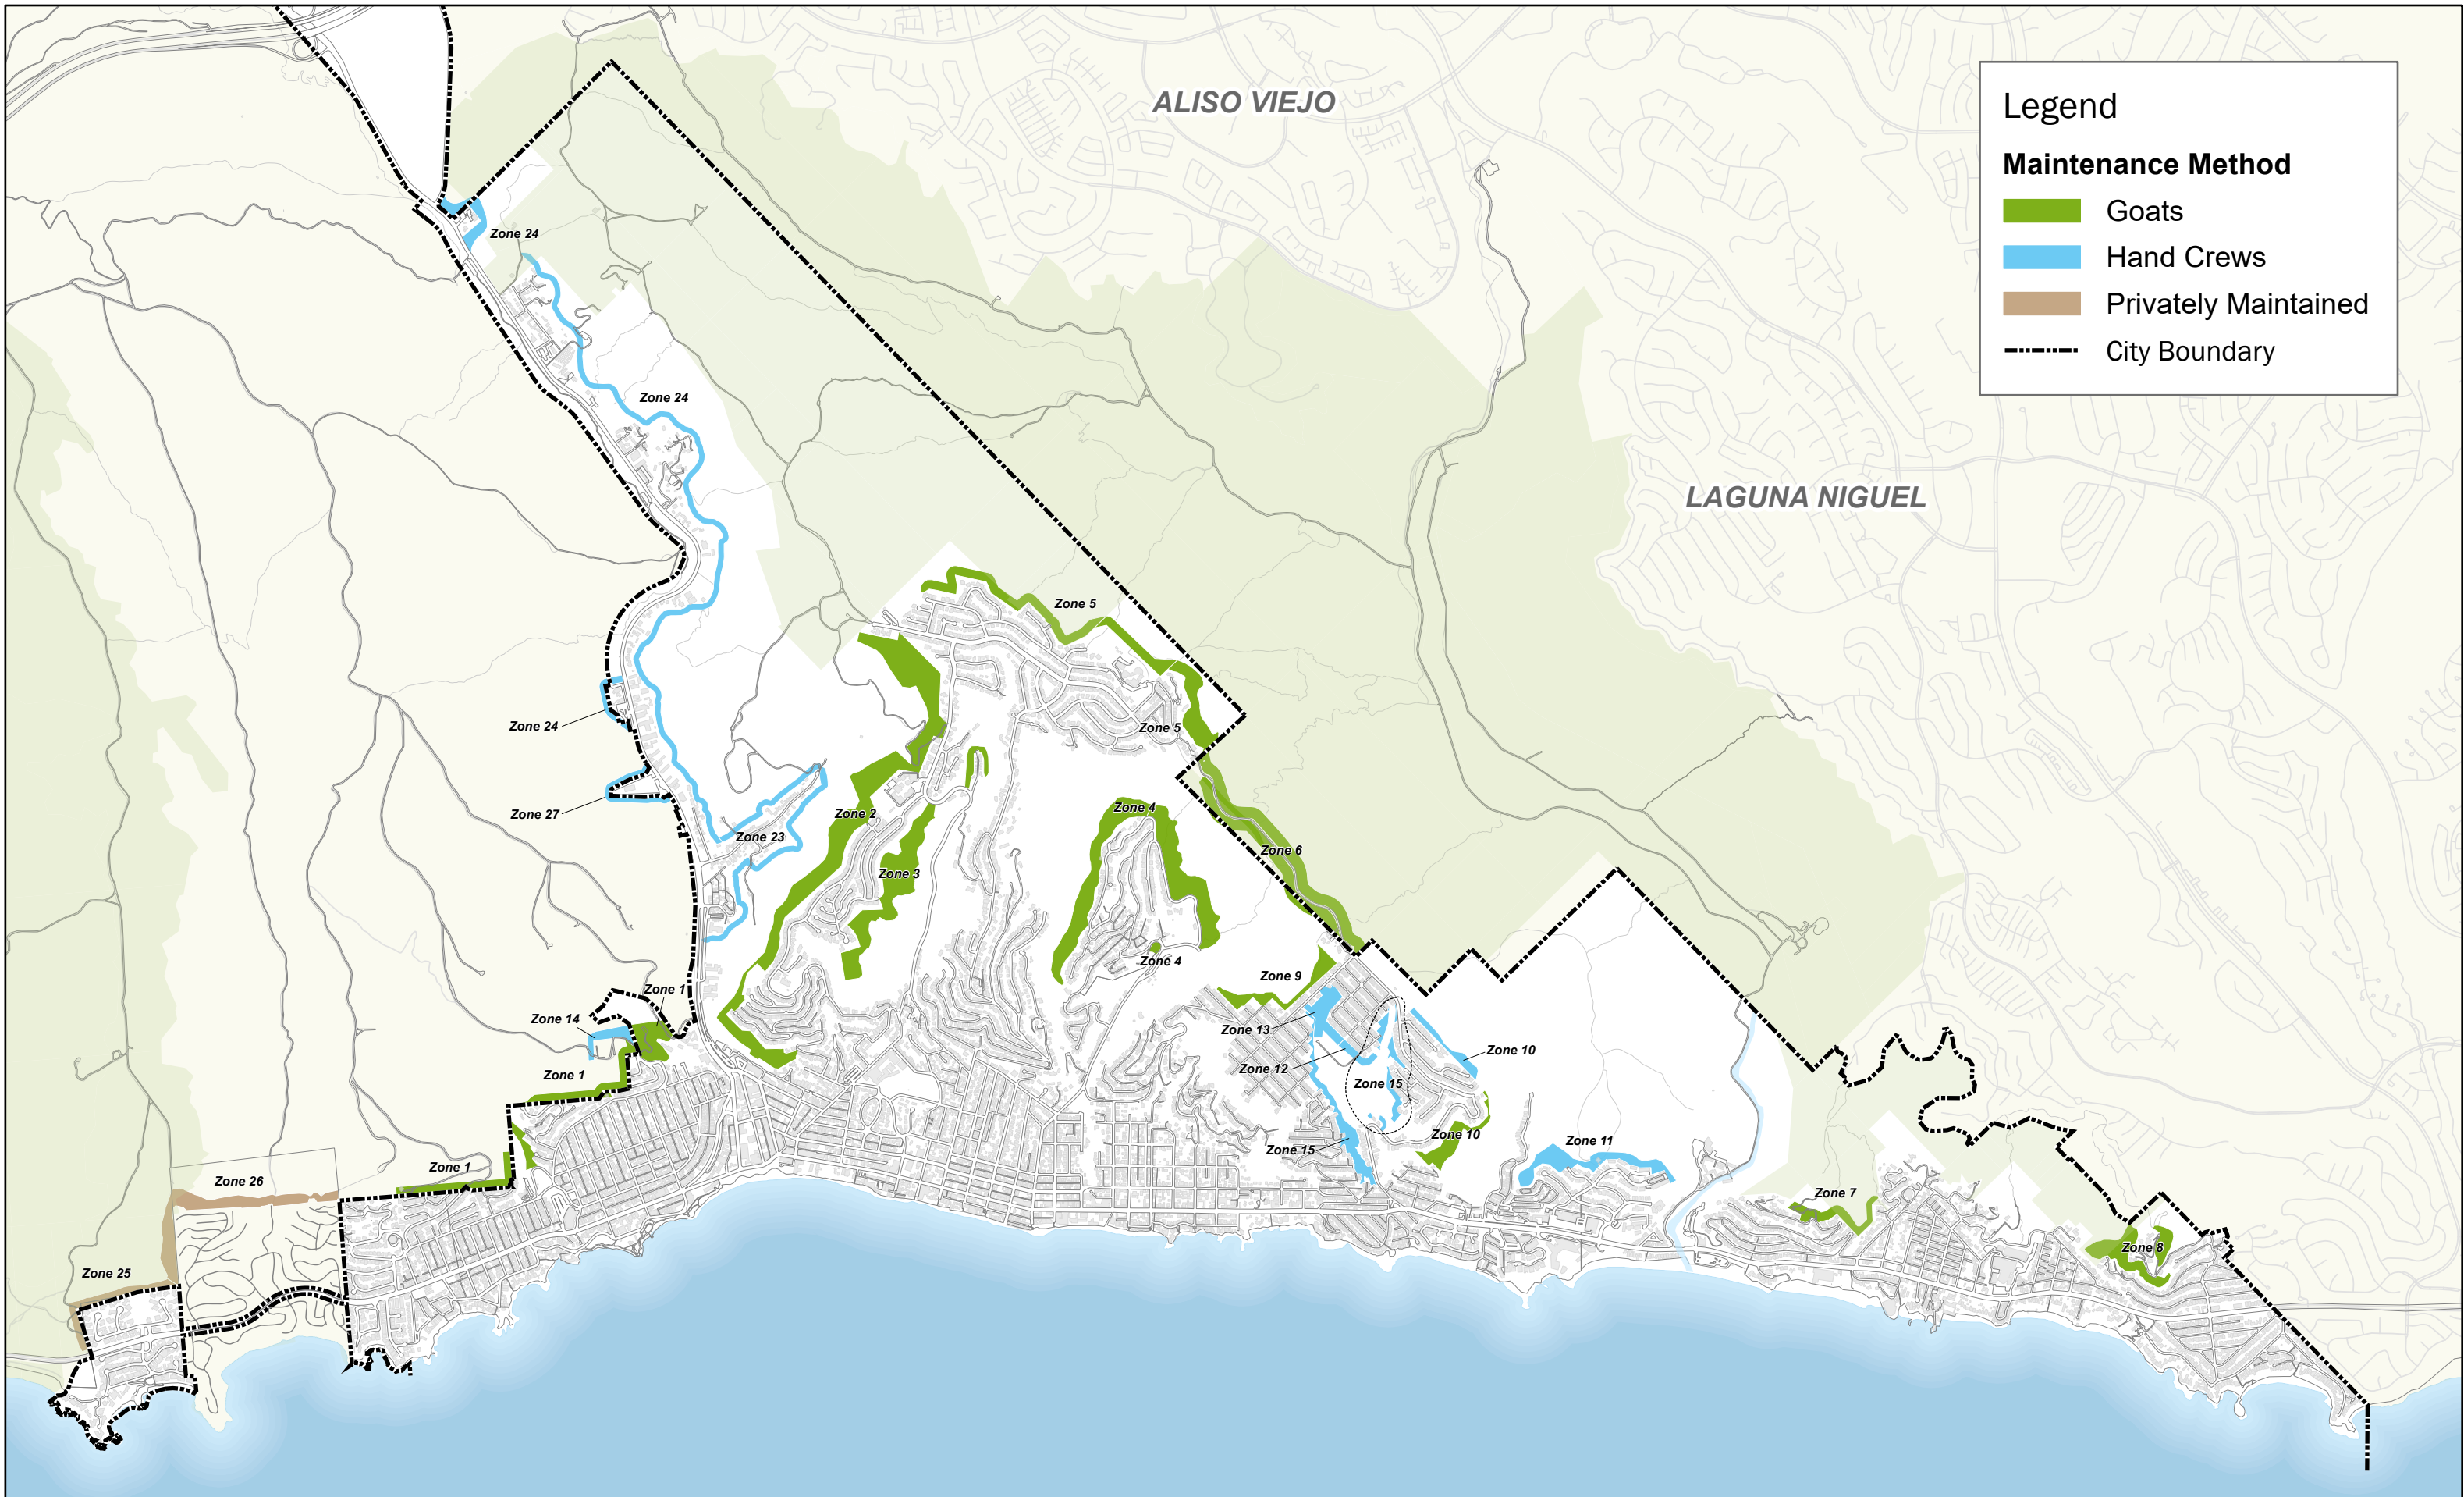 ALISO VIEJO
Legend
Maintenance Method
Goats
Hand Crews
Privately Maintained
City Boundary
Zone 24
Zone 24
LAGUNA NIGUEL
Zone 5
Zone 24
Zone 5
Zone 27
Zone 2
Zone 4
Zone 23
Zone 6
Zone 3
Zone 4
Zone 9
Zone 1
Zone 14
Zone 13
Zone 10
Zone 12
Zone 1
Zone 15
Zone 10
Zone 11
Zone 15
Zone 1
Zone 26
Zone 7
Zone 8
Zone 25